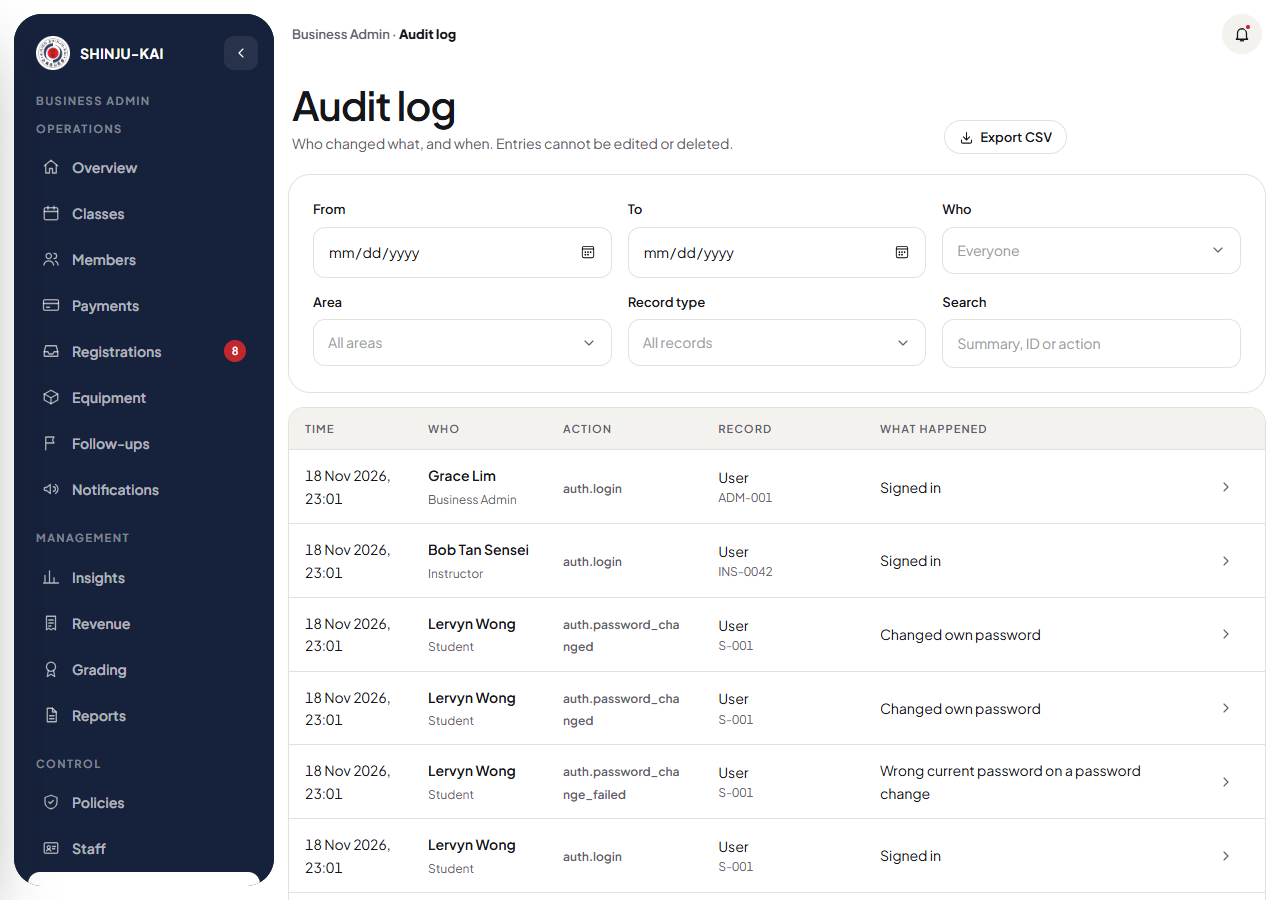 SHINJU-KAI
BUSINESS ADMIN
OPERATIONS
Overview
Classes
Members
Payments
Registrations 8
Equipment
Follow-ups
Notifications
MANAGEMENT
Insights
Revenue
Grading
Reports
CONTROL
Policies
Staff
Business Admin · Audit log
Audit log
Who changed what, and when. Entries cannot be edited or deleted.
Export CSV
From To Who
mm/dd/yyyy mm/dd/yyyy Everyone
Area Record type Search
All areas All records Summary, ID or action
TIME WHO ACTION RECORD WHAT HAPPENED
18 Nov 2026, Grace Lim auth.login User Signed in
23:01 Business Admin ADM-001
18 Nov 2026, Bob Tan Sensei auth.login User Signed in
23:01 Instructor INS-0042
18 Nov 2026, Lervyn Wong auth.password_cha User Changed own password
23:01 Student nged S-001
18 Nov 2026, Lervyn Wong auth.password_cha User Changed own password
23:01 Student nged S-001
18 Nov 2026, Lervyn Wong auth.password_cha User Wrong current password on a password
23:01 Student nge_failed S-001 change
18 Nov 2026, Lervyn Wong auth.login User Signed in
23:01 Student S-001